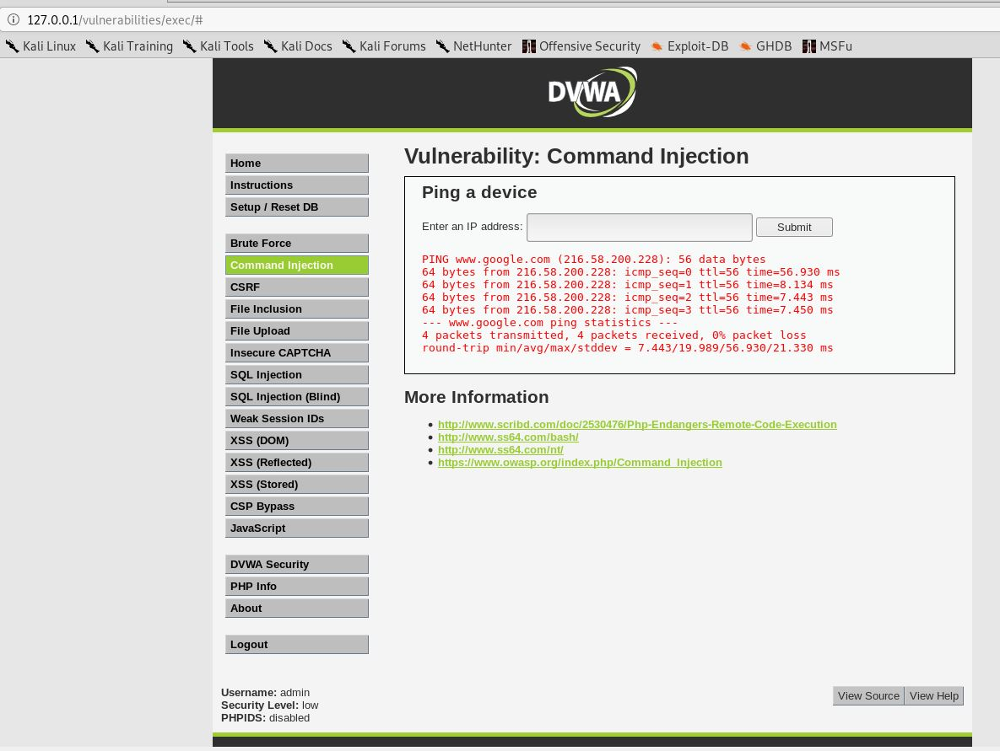 127.0.0.1/vulnerabilities/exec/#
Kali Linux Kali Training Kali Tools Kali Docs Kali Forums NetHunter Offensive Security Exploit-DB GHDB MSFu
DVWA
Home
Instructions
Setup / Reset DB
Brute Force
Command Injection
CSRF
File Inclusion
File Upload
Insecure CAPTCHA
SQL Injection
SQL Injection (Blind)
Weak Session IDs
XSS (DOM)
XSS (Reflected)
XSS (Stored)
CSP Bypass
JavaScript
DVWA Security
PHP Info
About
Logout
Vulnerability: Command Injection
Ping a device
Enter an IP address: Submit
PING www.google.com (216.58.200.228): 56 data bytes
64 bytes from 216.58.200.228: icmp_seq=0 ttl=56 time=56.930 ms
64 bytes from 216.58.200.228: icmp_seq=1 ttl=56 time=8.134 ms
64 bytes from 216.58.200.228: icmp_seq=2 ttl=56 time=7.443 ms
64 bytes from 216.58.200.228: icmp_seq=3 ttl=56 time=7.450 ms
--- www.google.com ping statistics ---
4 packets transmitted, 4 packets received, 0% packet loss
round-trip min/avg/max/stddev = 7.443/19.989/56.930/21.330 ms
More Information
http://www.scribd.com/doc/2530476/Php-Endangers-Remote-Code-Execution
http://www.ss64.com/bash/
http://www.ss64.com/nt/
https://www.owasp.org/index.php/Command_Injection
Username: admin
Security Level: low
PHPIDS: disabled
View Source View Help